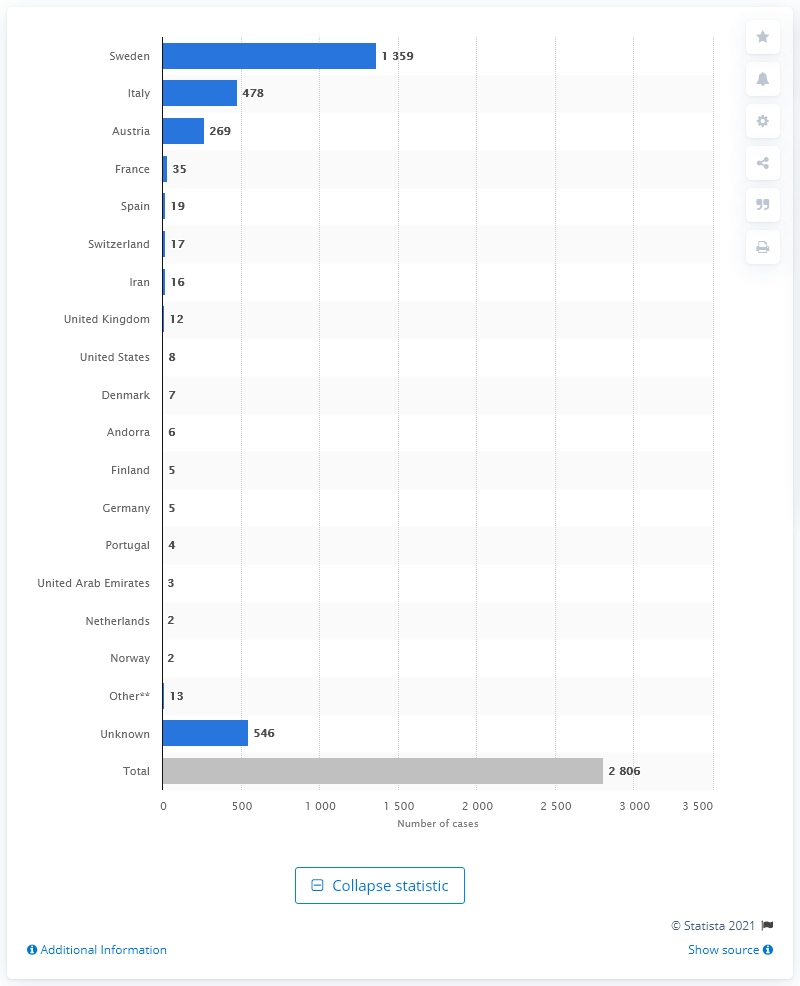 Sweden 1 359
Italy 478
Austria 269
France 35
Spain 19
Switzerland 17
Iran 16
United Kingdom 12
United States 8
Denmark 7
Andorra 6
Finland 5
Germany 5
Portugal 4
United Arab Emirates 3
Netherlands 2
Norway 2
Other** 13
Unknown 546
Total 2 806
0 500 1 000 1 500 2 000 2 500 3 000 3 500
Number of cases
Collapse statistic
© Statista 2021
Additional Information Show source